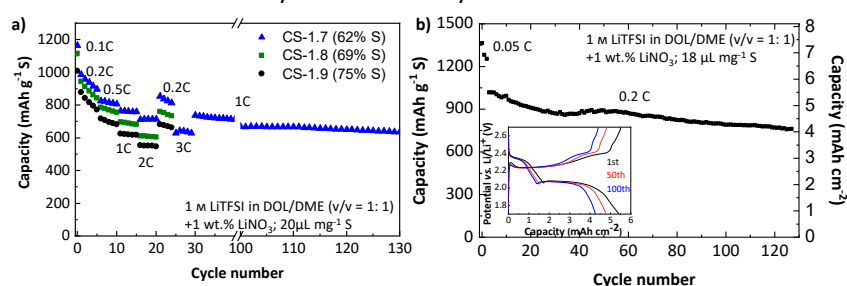 a)
Capacity (mAh g⁻¹ S)
1200
1000
800
600
400
200
0
0.1C
0.2C
0.5C
1C
2C
0.2C
3C
1C
CS-1.7 (62% S)
CS-1.8 (69% S)
CS-1.9 (75% S)
1 м LiTFSI in DOL/DME (v/v = 1: 1)
+1 wt.% LiNO₃; 20µL mg⁻¹ S
0 10 20 30 100 110 120 130
Cycle number
b)
Capacity (mAh g⁻¹ S)
1500
1200
900
600
300
0
0.05 C
0.2 C
1 м LiTFSI in DOL/DME (v/v = 1: 1)
+1 wt.% LiNO₃; 18 µL mg⁻¹ S
Potential vs. Li/Li⁺ (V)
2.6
2.4
2.2
2.0
1.8
1st
50th
100th
0 1 2 3 4 5 6
Capacity (mAh cm⁻²)
8
7
6
5
4
3
2
1
0
Capacity (mAh cm⁻²)
0 20 40 60 80 100 120
Cycle number